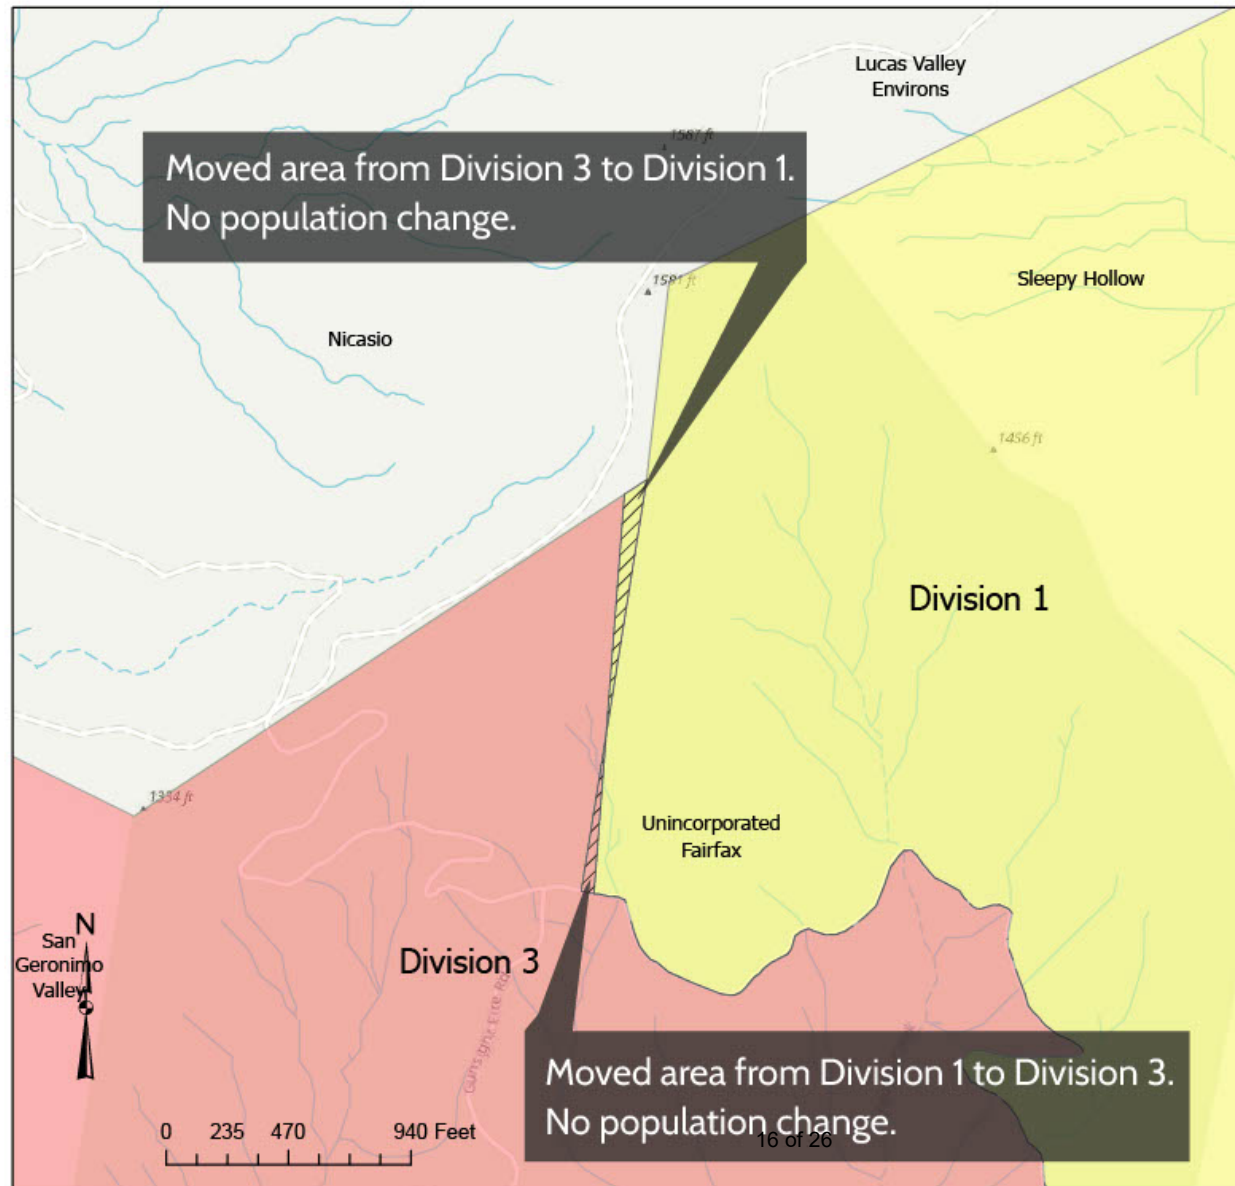 Lucas Valley
Environs
1587 ft
Moved area from Division 3 to Division 1.
No population change.
1591 ft
Sleepy Hollow
Nicasio
1456 ft
Division 1
1354 ft
Unincorporated
Fairfax
N
San
Geronimo
Valley
Division 3
0 235 470 940 Feet
Moved area from Division 1 to Division 3.
No population change.
16 of 26